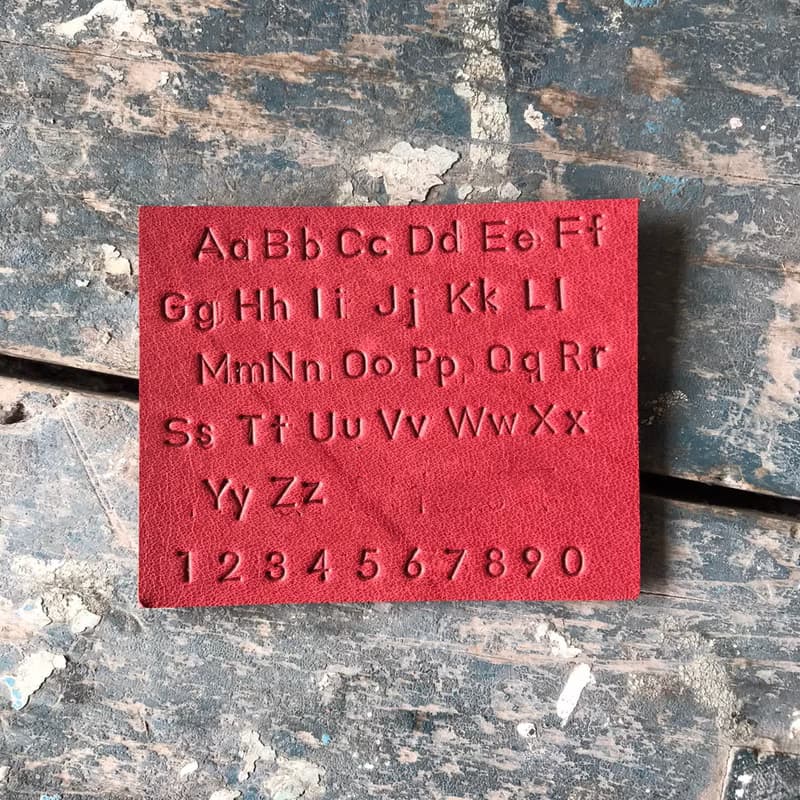 Aa Bb Cc Dd Ee Ff
Gg Hh Ii Jj Kk Ll
Mm Nn Oo Pp Qq Rr
Ss Tt Uu Vv Ww Xx
Yy Zz
1 2 3 4 5 6 7 8 9 0